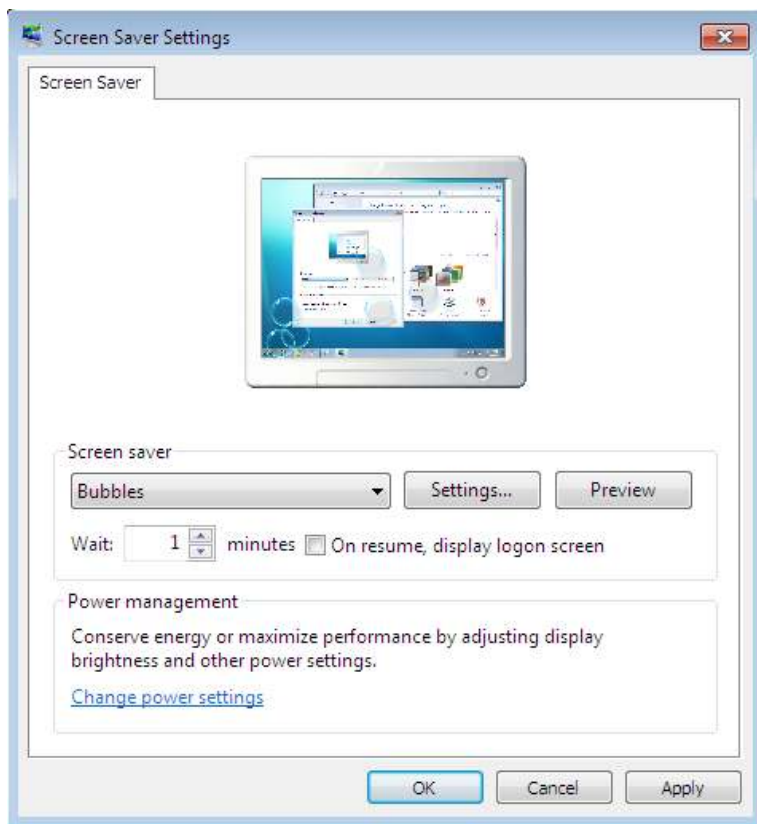 Screen Saver Settings
Screen Saver
Screen saver
Bubbles
Settings...
Preview
Wait: 1 minutes On resume, display logon screen
Power management
Conserve energy or maximize performance by adjusting display
brightness and other power settings.
Change power settings
OK
Cancel
Apply